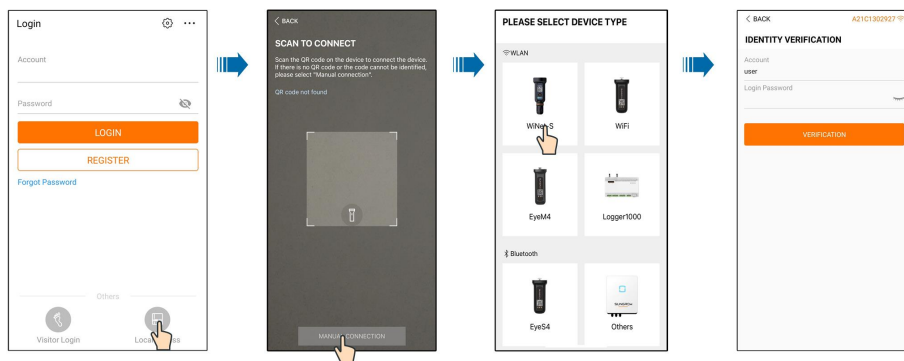 Login
Account
Password
LOGIN
REGISTER
Forgot Password
Others
Visitor Login
BACK
SCAN TO CONNECT
Scan the QR code on the device to connect the device.
If there is no QR code or the code cannot be identified,
please select "Manual connection".
QR code not found
MANUAL CONNECTION
PLEASE SELECT DEVICE TYPE
WLAN
WiNet-S
WiFi
EyeM4
Logger1000
Bluetooth
EyeS4
Others
BACK
A21C1302927
IDENTITY VERIFICATION
Account
user
Login Password
VERIFICATION